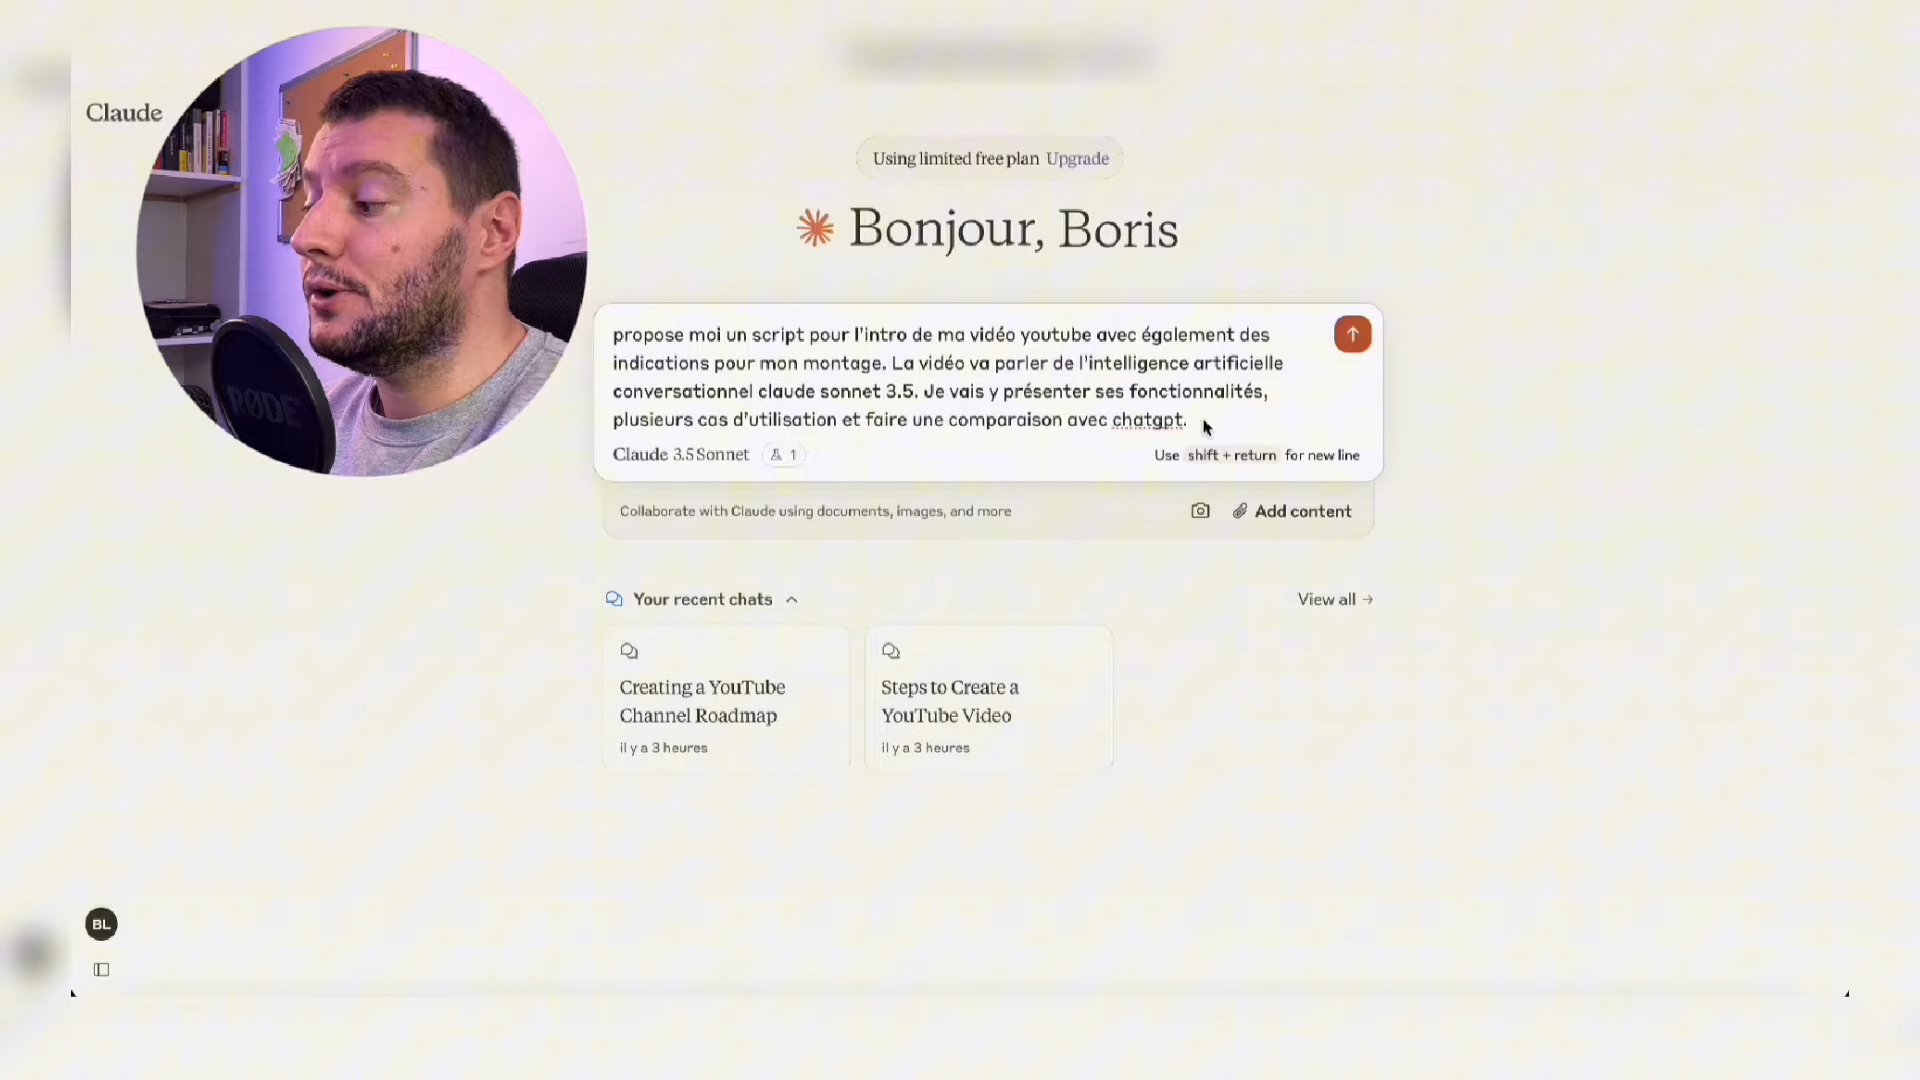 Claude
Using limited free plan Upgrade
Bonjour, Boris
propose moi un script pour l'intro de ma vidéo youtube avec également des
indications pour mon montage. La vidéo va parler de l'intelligence artificielle
conversationnel claude sonnet 3.5. Je vais y présenter ses fonctionnalités,
plusieurs cas d'utilisation et faire une comparaison avec chatgpt.
Claude 3.5 Sonnet 1
Use shift + return for new line
Collaborate with Claude using documents, images, and more
Add content
Your recent chats
View all →
Creating a YouTube
Channel Roadmap
il y a 3 heures
Steps to Create a
YouTube Video
il y a 3 heures
BL
RØDE